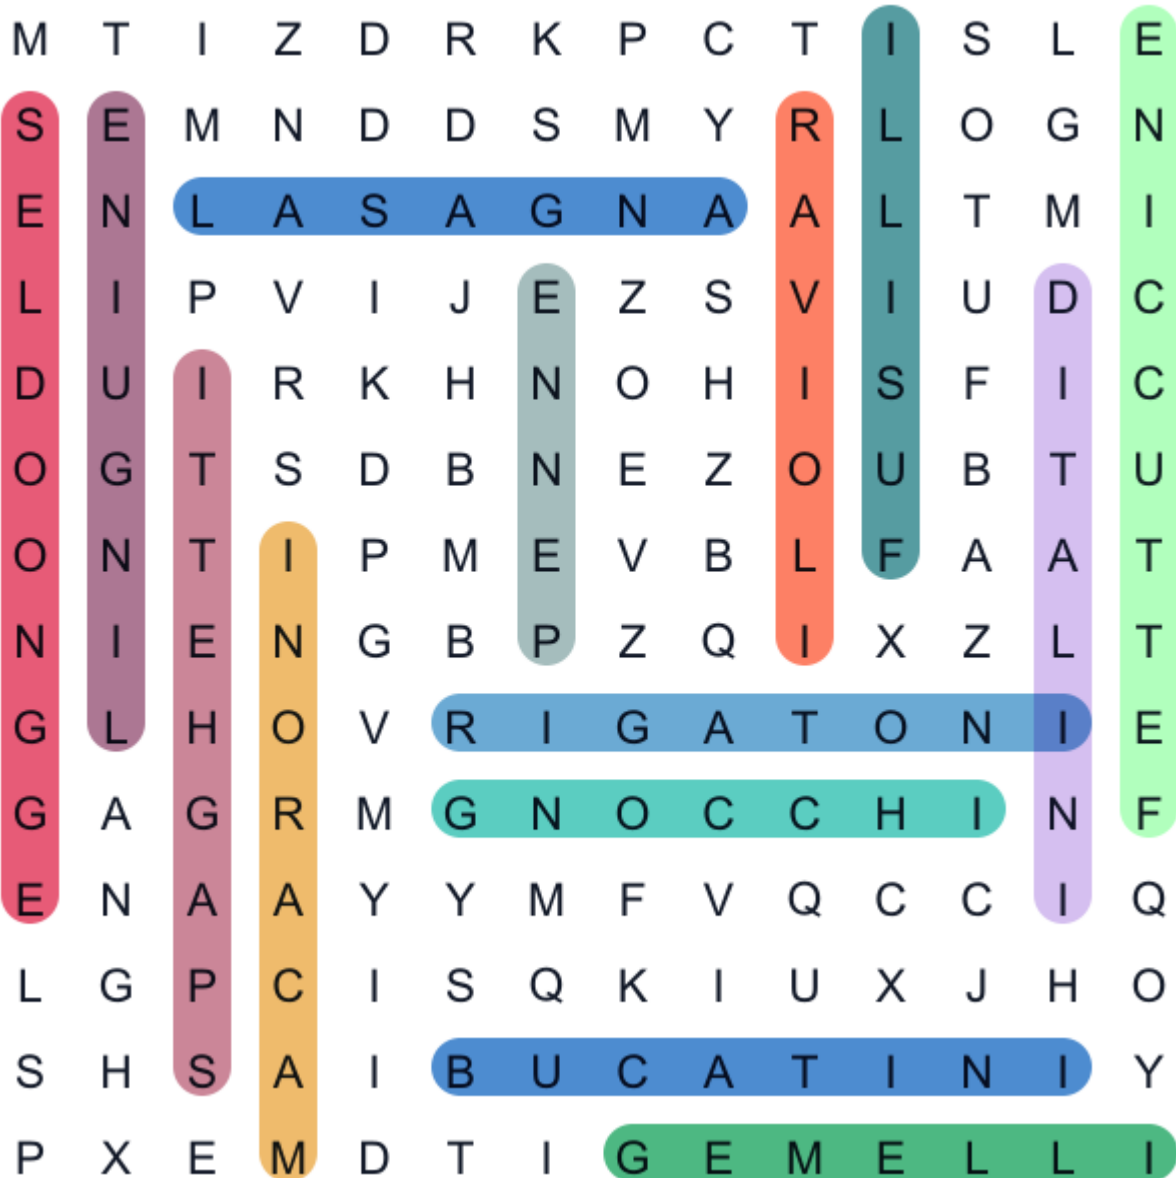 M T I Z D R K P C T I S L E
S E M N D D S M Y R L O G N
E N L A S A G N A A L T M I
L I P V I J E Z S V I U D C
D U I R K H N O H I S F I C
O G T S D B N E Z O U B T U
O N T I P M E V B L F A A T
N I E N G B P Z Q I X Z L T
G L H O V R I G A T O N I E
G A G R M G N O C C H I N F
E N A A Y Y M F V Q C C I Q
L G P C I S Q K I U X J H O
S H S A I B U C A T I N I Y
P X E M D T I G E M E L L I